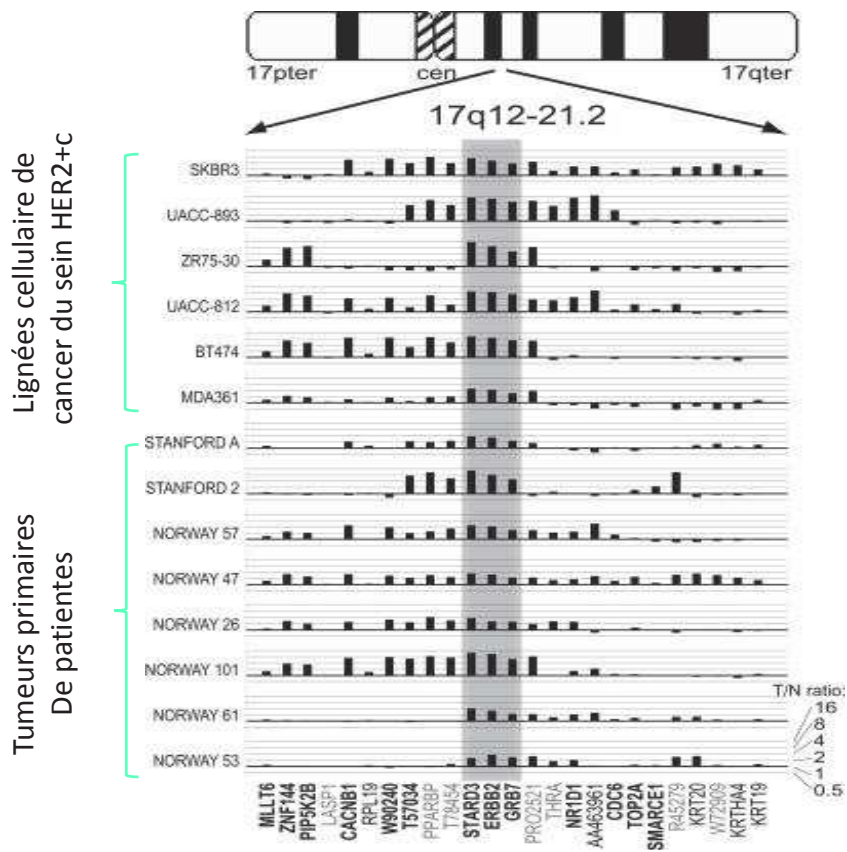 17pter
cen
17qter
17q12-21.2
Lignées cellulaire de
cancer du sein HER2+c
SKBR3
UACC-893
ZR75-30
UACC-812
BT474
MDA361
Tumeurs primaires
De patientes
STANFORD A
STANFORD 2
NORWAY 57
NORWAY 47
NORWAY 26
NORWAY 101
NORWAY 61
NORWAY 53
T/N ratio:
16
8
4
2
1
0.5
MLLT6
ZNF144
PIP5K2B
LASP1
CACNB1
RPL19
W90240
T57034
PPARBP
T78454
STARD3
ERBB2
GRB7
PRO2521
THRA
NR1D1
AA463961
CDC6
TOP2A
SMARCE1
R45279
KRT20
W72909
KRTHA4
KRT19